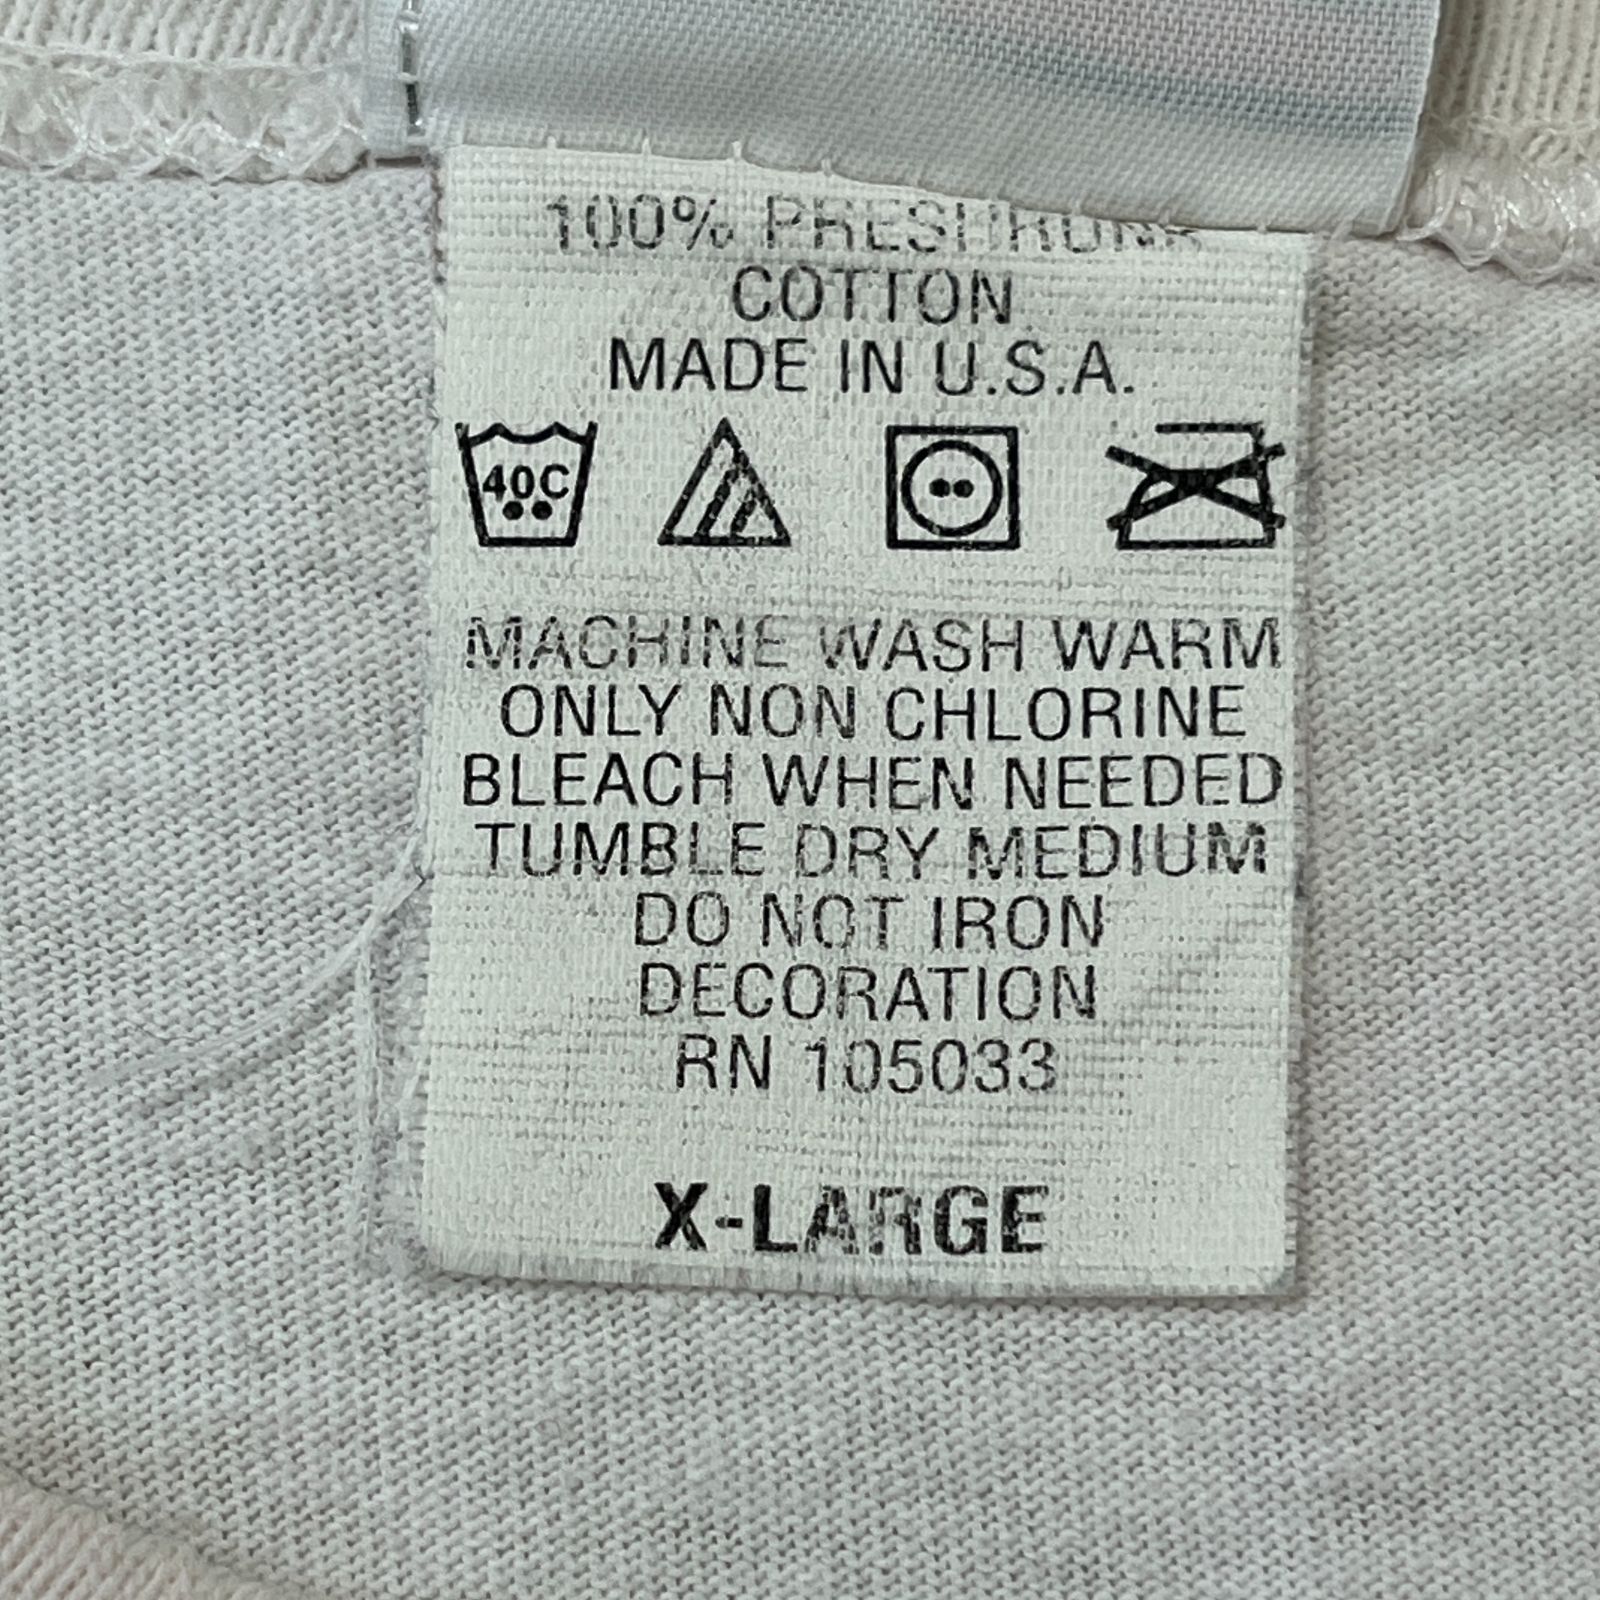 100% PRESHRUNK
COTTON
MADE IN U.S.A.
40C
MACHINE WASH WARM
ONLY NON CHLORINE
BLEACH WHEN NEEDED
TUMBLE DRY MEDIUM
DO NOT IRON
DECORATION
RN 105033
X-LARGE